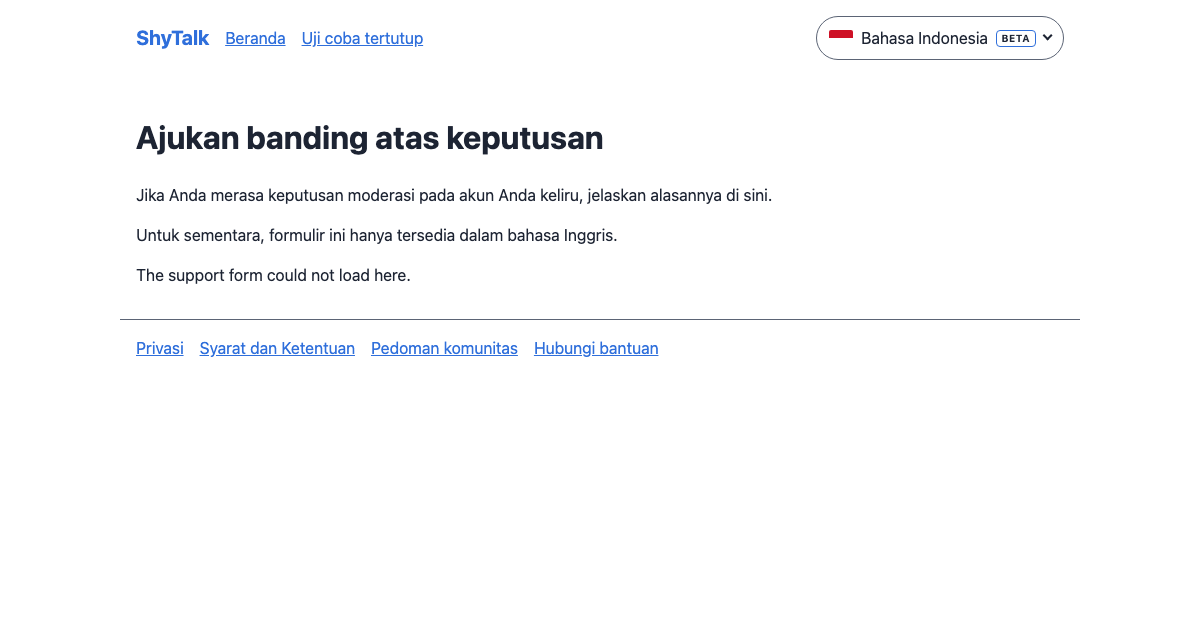 ShyTalk Beranda Uji coba tertutup Bahasa Indonesia BETA
Ajukan banding atas keputusan
Jika Anda merasa keputusan moderasi pada akun Anda keliru, jelaskan alasannya di sini.
Untuk sementara, formulir ini hanya tersedia dalam bahasa Inggris.
The support form could not load here.
Privasi Syarat dan Ketentuan Pedoman komunitas Hubungi bantuan